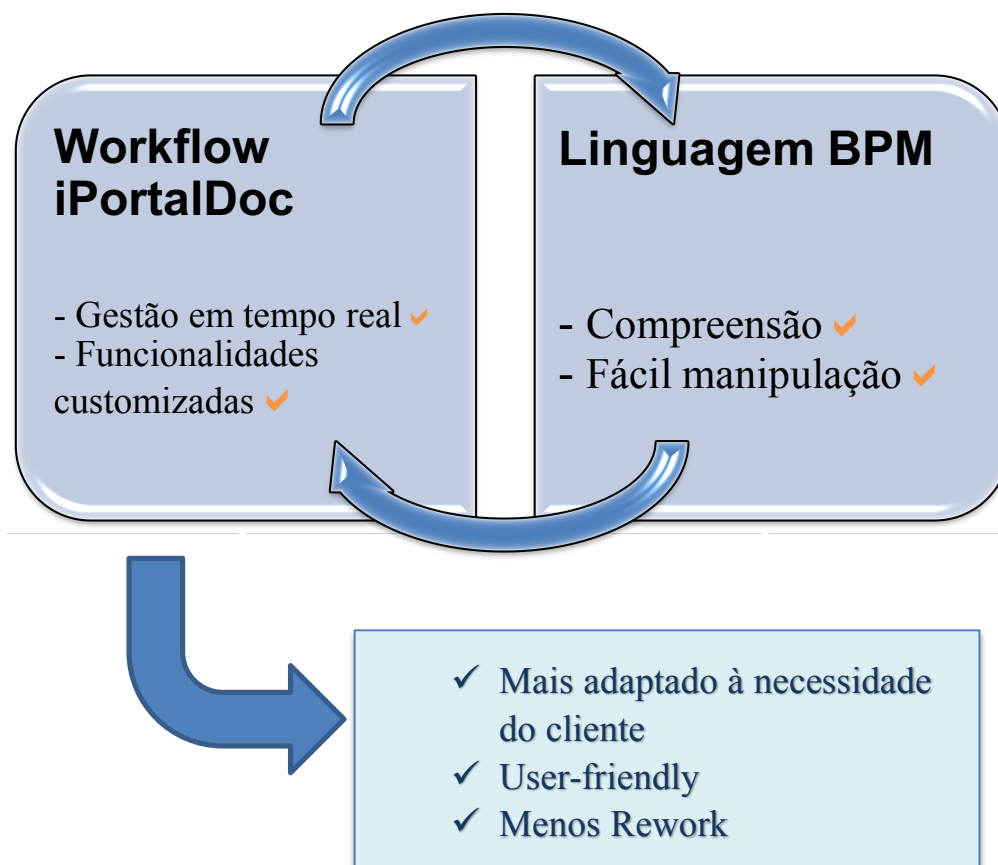 Workflow
iPortalDoc
- Gestão em tempo real ✓
- Funcionalidades
customizadas ✓
Linguagem BPM
- Compreensão ✓
- Fácil manipulação ✓
✓ Mais adaptado à necessidade
do cliente
✓ User-friendly
✓ Menos Rework